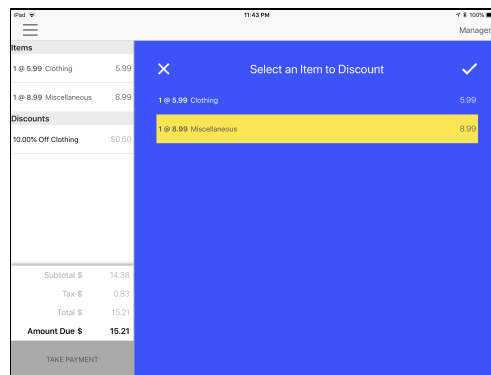 iPad 11:43 PM 100%
Manager
Items
1 @ 5.99 Clothing 5.99
1 @ 8.99 Miscellaneous 8.99
Discounts
10.00% Off Clothing $0.60
Subtotal $ 14.38
Tax $ 0.83
Total $ 15.21
Amount Due $ 15.21
TAKE PAYMENT
Select an Item to Discount
1 @ 5.99 Clothing 5.99
1 @ 8.99 Miscellaneous 8.99